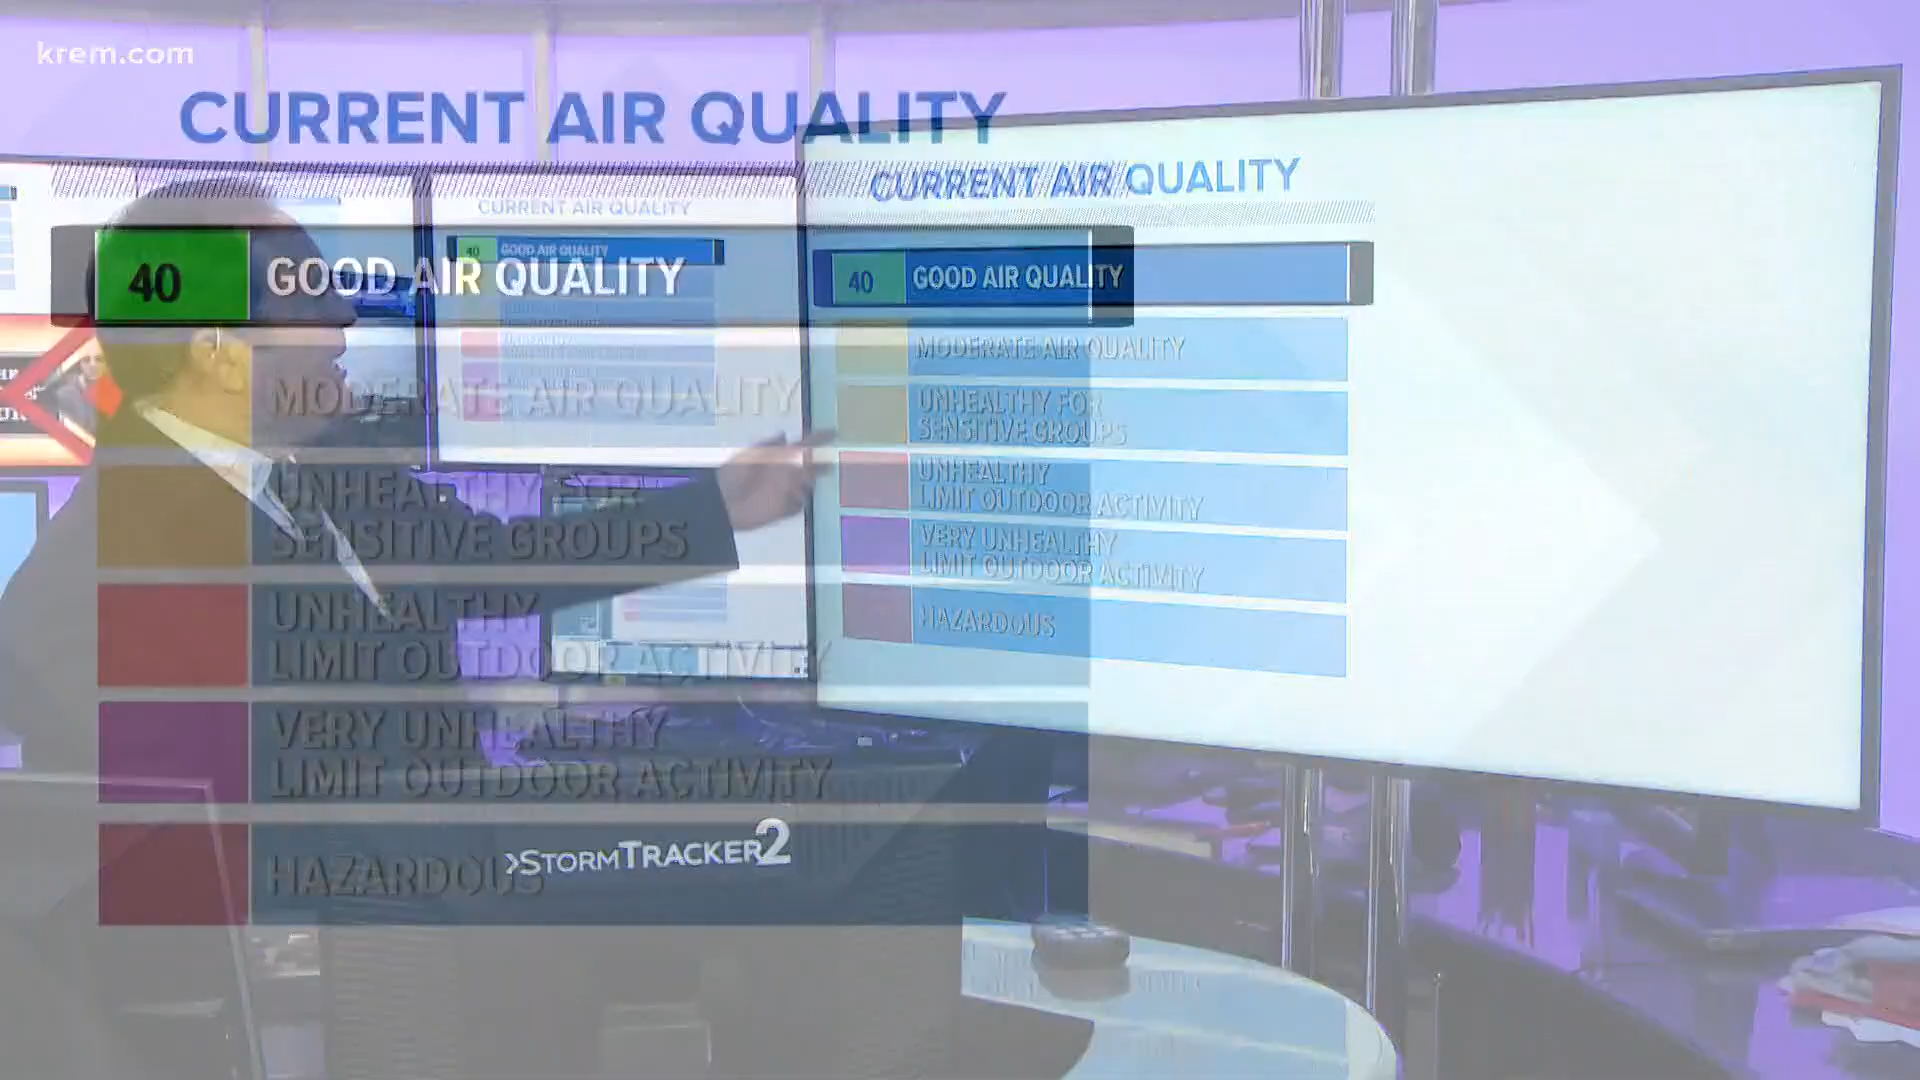 krem.com
CURRENT AIR QUALITY
40 GOOD AIR QUALITY
MODERATE AIR QUALITY
UNHEALTHY FOR
SENSITIVE GROUPS
UNHEALTHY
LIMIT OUTDOOR ACTIVITY
VERY UNHEALTHY
LIMIT OUTDOOR ACTIVITY
HAZARDOUS
STORMTRACKER2
CURRENT AIR QUALITY
40 GOOD AIR QUALITY
CURRENT AIR QUALITY
40 GOOD AIR QUALITY
MODERATE AIR QUALITY
UNHEALTHY FOR
SENSITIVE GROUPS
UNHEALTHY
LIMIT OUTDOOR ACTIVITY
VERY UNHEALTHY
LIMIT OUTDOOR ACTIVITY
HAZARDOUS